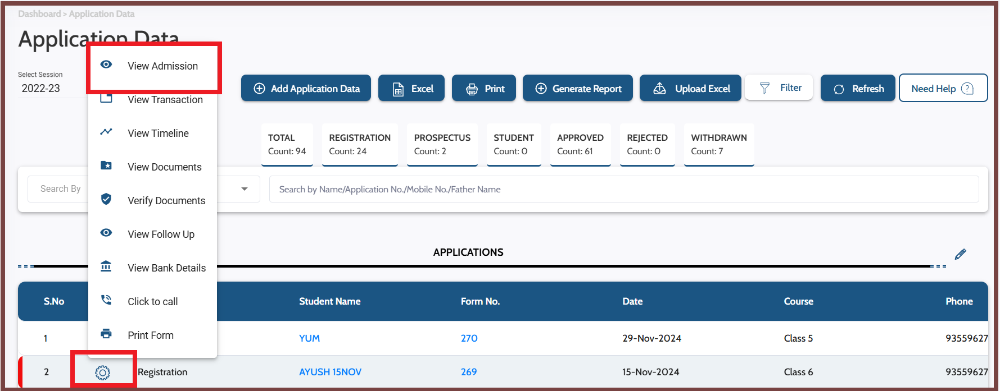 Dashboard > Application Data
Application Data
Select Session
2022-23
View Admission
View Transaction
View Timeline
View Documents
Verify Documents
View Follow Up
View Bank Details
Click to call
Print Form
Add Application Data
Excel
Print
Generate Report
Upload Excel
Filter
Refresh
Need Help ?
TOTAL
Count: 94
REGISTRATION
Count: 24
PROSPECTUS
Count: 2
STUDENT
Count: 0
APPROVED
Count: 61
REJECTED
Count: 0
WITHDRAWN
Count: 7
Search By
Search by Name/Application No./Mobile No./Father Name
APPLICATIONS
S.No Student Name Form No. Date Course Phone
1 YUM 270 29-Nov-2024 Class 5 93559627
2 Registration AYUSH 15NOV 269 15-Nov-2024 Class 6 93559627